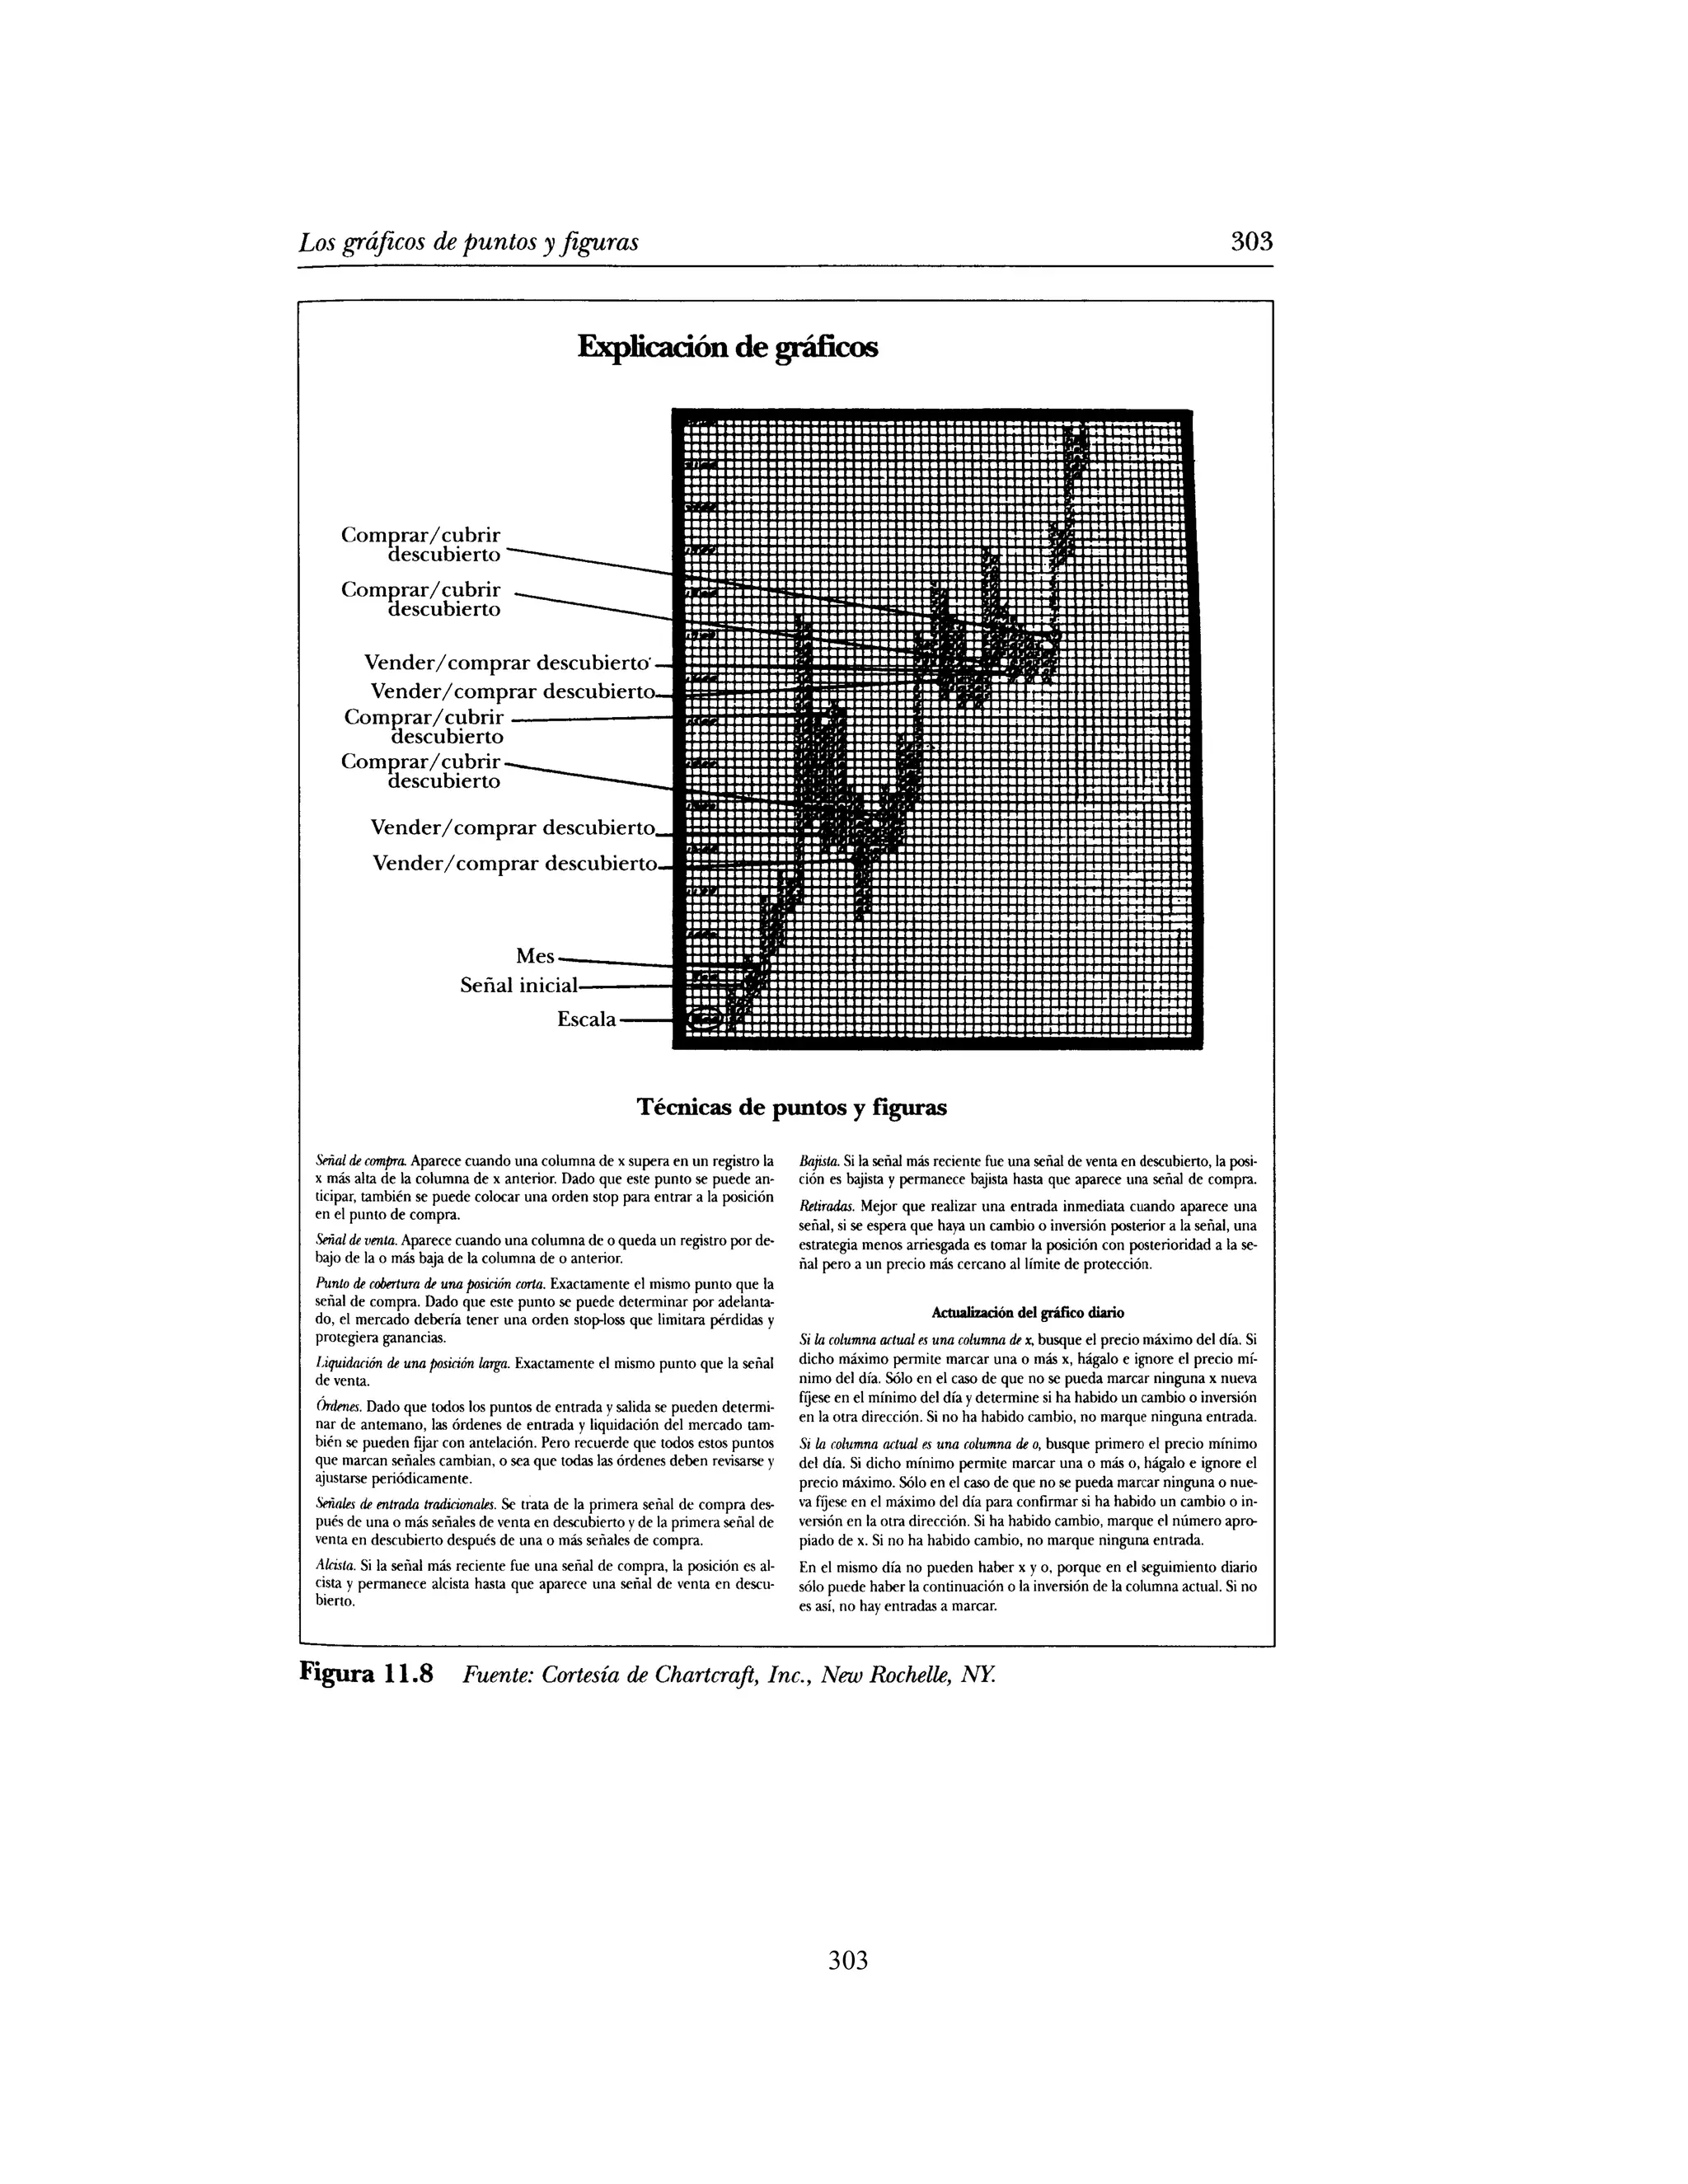 Los gráficos de puntos y figuras 303
Explicación de gráficos
Comprar/cubrir
descubierto
Comprar/cubrir
descubierto
Vender/comprar descubierto
Vender/comprar descubierto
Comprar/cubrir
descubierto
Comprar/cubrir
descubierto
Vender/comprar descubierto
Vender/comprar descubierto
Mes
Señal inicial
Escala
Técnicas de puntos y figuras
Señal de compra. Aparece cuando una columna de x supera en un registro la
x más alta de la columna de x anterior. Dado que este punto se puede an-
ticipar, también se puede colocar una orden stop para entrar a la posición
en el punto de compra.
Señal de venta. Aparece cuando una columna de o queda un registro por de-
bajo de la o más baja de la columna de o anterior.
Punto de cobertura de una posición corta. Exactamente el mismo punto que la
señal de compra. Dado que este punto se puede determinar por adelanta-
do, el mercado debería tener una orden stop-loss que limitara pérdidas y
protegiera ganancias.
Liquidación de una posición larga. Exactamente el mismo punto que la señal
de venta.
Órdenes. Dado que todos los puntos de entrada y salida se pueden determi-
nar de antemano, las órdenes de entrada y liquidación del mercado tam-
bién se pueden fijar con antelación. Pero recuerde que todos estos puntos
que marcan señales cambian, o sea que todas las órdenes deben revisarse y
ajustarse periódicamente.
Señales de entrada tradicionales. Se trata de la primera señal de compra des-
pués de una o más señales de venta en descubierto y de la primera señal de
venta en descubierto después de una o más señales de compra.
Alcista. Si la señal más reciente fue una señal de compra, la posición es al-
cista y permanece alcista hasta que aparece una señal de venta en descu-
bierto.
Bajista. Si la señal más reciente fue una señal de venta en descubierto, la posi-
ción es bajista y permanece bajista hasta que aparece una señal de compra.
Retiradas. Mejor que realizar una entrada inmediata cuando aparece una
señal, si se espera que haya un cambio o inversión posterior a la señal, una
estrategia menos arriesgada es tomar la posición con posterioridad a la se-
ñal pero a un precio más cercano al límite de protección.
Actualización del gráfico diario
Si la columna actual es una columna de x, busque el precio máximo del día. Si
dicho máximo permite marcar una o más x, hágalo e ignore el precio mí-
nimo del día. Sólo en el caso de que no se pueda marcar ninguna x nueva
fíjese en el mínimo del día y determine si ha habido un cambio o inversión
en la otra dirección. Si no ha habido cambio, no marque ninguna entrada.
Si la columna actual es una columna de o, busque primero el precio mínimo
del día. Si dicho mínimo permite marcar una o más o, hágalo e ignore el
precio máximo. Sólo en el caso de que no se pueda marcar ninguna o nue-
va fíjese en el máximo del día para confirmar si ha habido un cambio o in-
versión en la otra dirección. Si ha habido cambio, marque el número apro-
piado de x. Si no ha habido cambio, no marque ninguna entrada.
En el mismo día no pueden haber x y o, porque en el seguimiento diario
sólo puede haber la continuación o la inversión de la columna actual. Si no
es así, no hay entradas a marcar.
Figura 11.8 Fuente: Cortesía de Chartcraft, Inc., New Rochelle, NY.
303